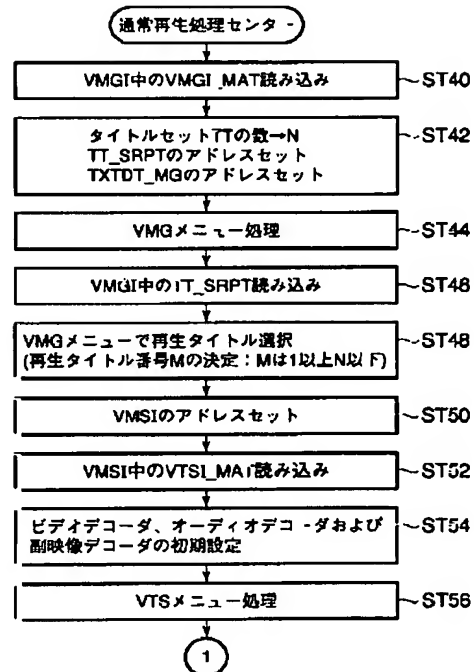 通常再生処理センター
VMGI中のVMGI_MAT読み込み
ST40
タイトルセットTTの数→N
TT_SRPTのアドレスセット
TXTDT_MGのアドレスセット
ST42
VMGメニュー処理
ST44
VMGI中のTT_SRPT読み込み
ST46
VMGメニューで再生タイトル選択
(再生タイトル番号Mの決定：Mは1以上N以下)
ST48
VMSIのアドレスセット
ST50
VMSI中のVTSI_MAT読み込み
ST52
ビデオデコーダ、オーディオデコーダおよび
副映像デコーダの初期設定
ST54
VTSメニュー処理
ST56
1